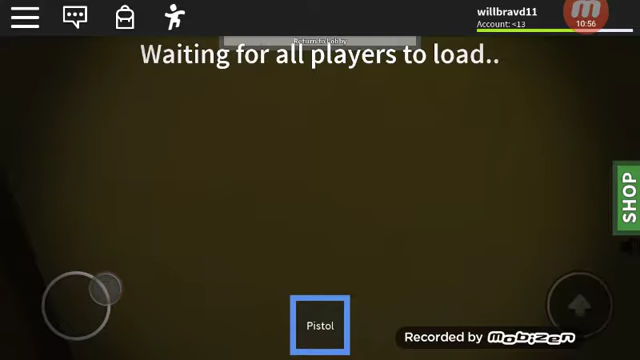 willbravd11
Account: <13
10:56
Return to Lobby
Waiting for all players to load..
SHOP
Pistol
Recorded by Mobizen